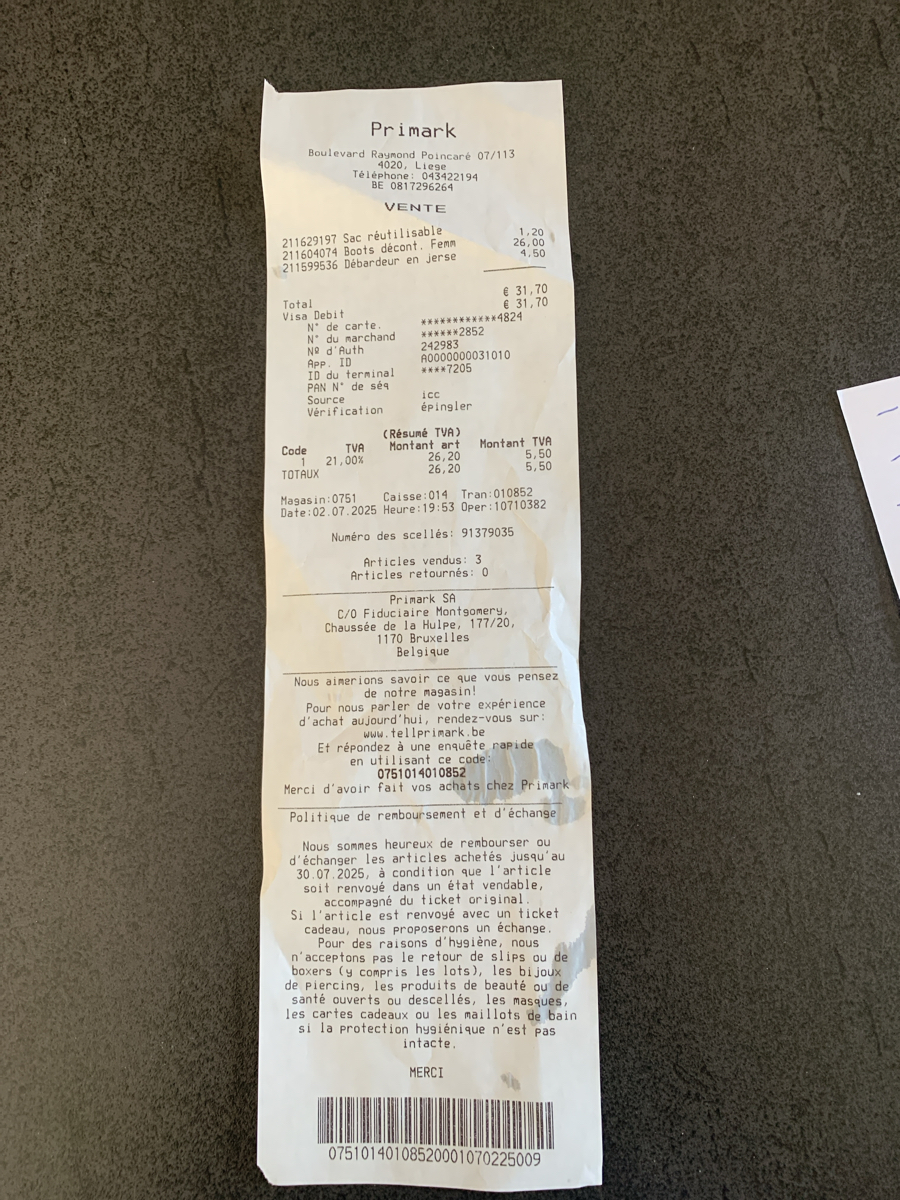 Primark
Boulevard Raymond Poincaré 07/113
4020, Liege
Téléphone: 043422194
BE 0817296264
VENTE
211629197 Sac réutilisable 1,20
211604074 Boots décont. Femm 26,00
211599536 Débardeur en jerse 4,50
Total € 31,70
Visa Debit € 31,70
N° de carte. ************4824
N° du marchand ******2852
Nº d'Auth 242983
App. ID A0000000031010
ID du terminal ****7205
PAN N° de séq
Source icc
Vérification épingler
(Résumé TVA)
Code TVA Montant art Montant TVA
1 21,00% 26,20 5,50
TOTAUX 26,20 5,50
Magasin:0751 Caisse:014 Tran:010852
Date:02.07.2025 Heure:19:53 Oper:10710382
Numéro des scellés: 91379035
Articles vendus: 3
Articles retournés: 0
Primark SA
C/O Fiduciaire Montgomery,
Chaussée de la Hulpe, 177/20,
1170 Bruxelles
Belgique
Nous aimerions savoir ce que vous pensez
de notre magasin!
Pour nous parler de votre expérience
d'achat aujourd'hui, rendez-vous sur:
www.tellprimark.be
Et répondez à une enquête rapide
en utilisant ce code:
0751014010852
Merci d'avoir fait vos achats chez Primark
Politique de remboursement et d'échange
Nous sommes heureux de rembourser ou
d'échanger les articles achetés jusqu'au
30.07.2025, à condition que l'article
soit renvoyé dans un état vendable,
accompagné du ticket original.
Si l'article est renvoyé avec un ticket
cadeau, nous proposerons un échange.
Pour des raisons d'hygiène, nous
n'acceptons pas le retour de slips ou de
boxers (y compris les lots), les bijoux
de piercing, les produits de beauté ou de
santé ouverts ou descellés, les masques,
les cartes cadeaux ou les maillots de bain
si la protection hygiénique n'est pas
intacte.
MERCI
07510140108520001070225009